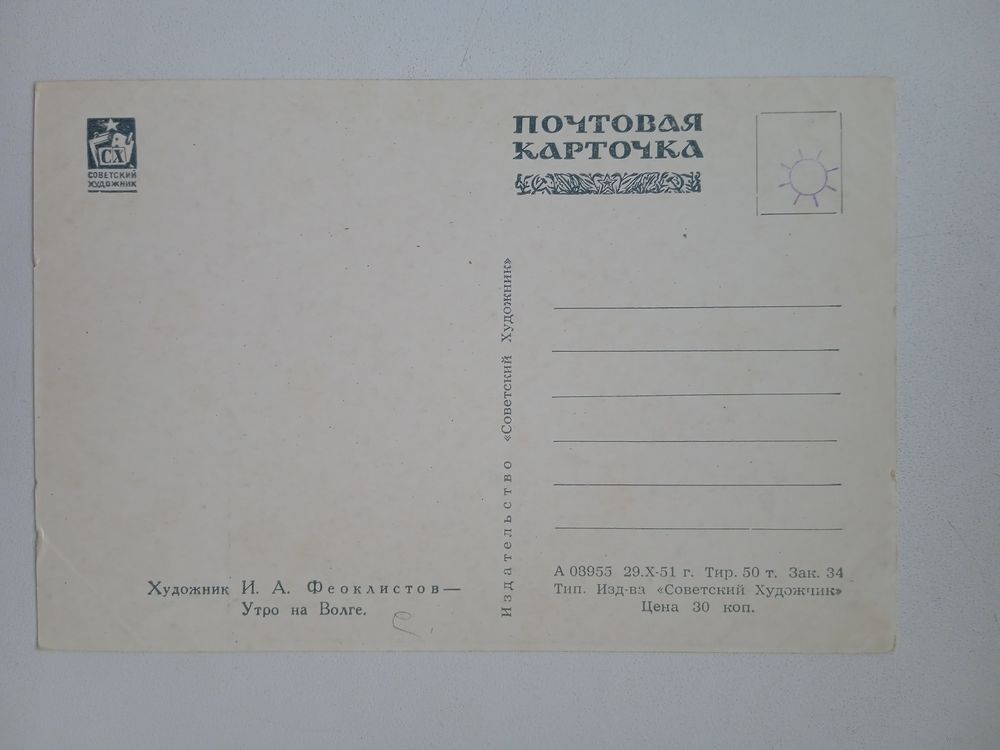 СХ
СОВЕТСКИЙ
ХУДОЖНИК
ПОЧТОВАЯ
КАРТОЧКА
Издательство «Советский Художник»
Художник И. А. Феоклистов—
Утро на Волге.
А 03955 29.X-51 г. Тир. 50 т. Зак. 34
Тип. Изд-ва «Советский Художник»
Цена 30 коп.